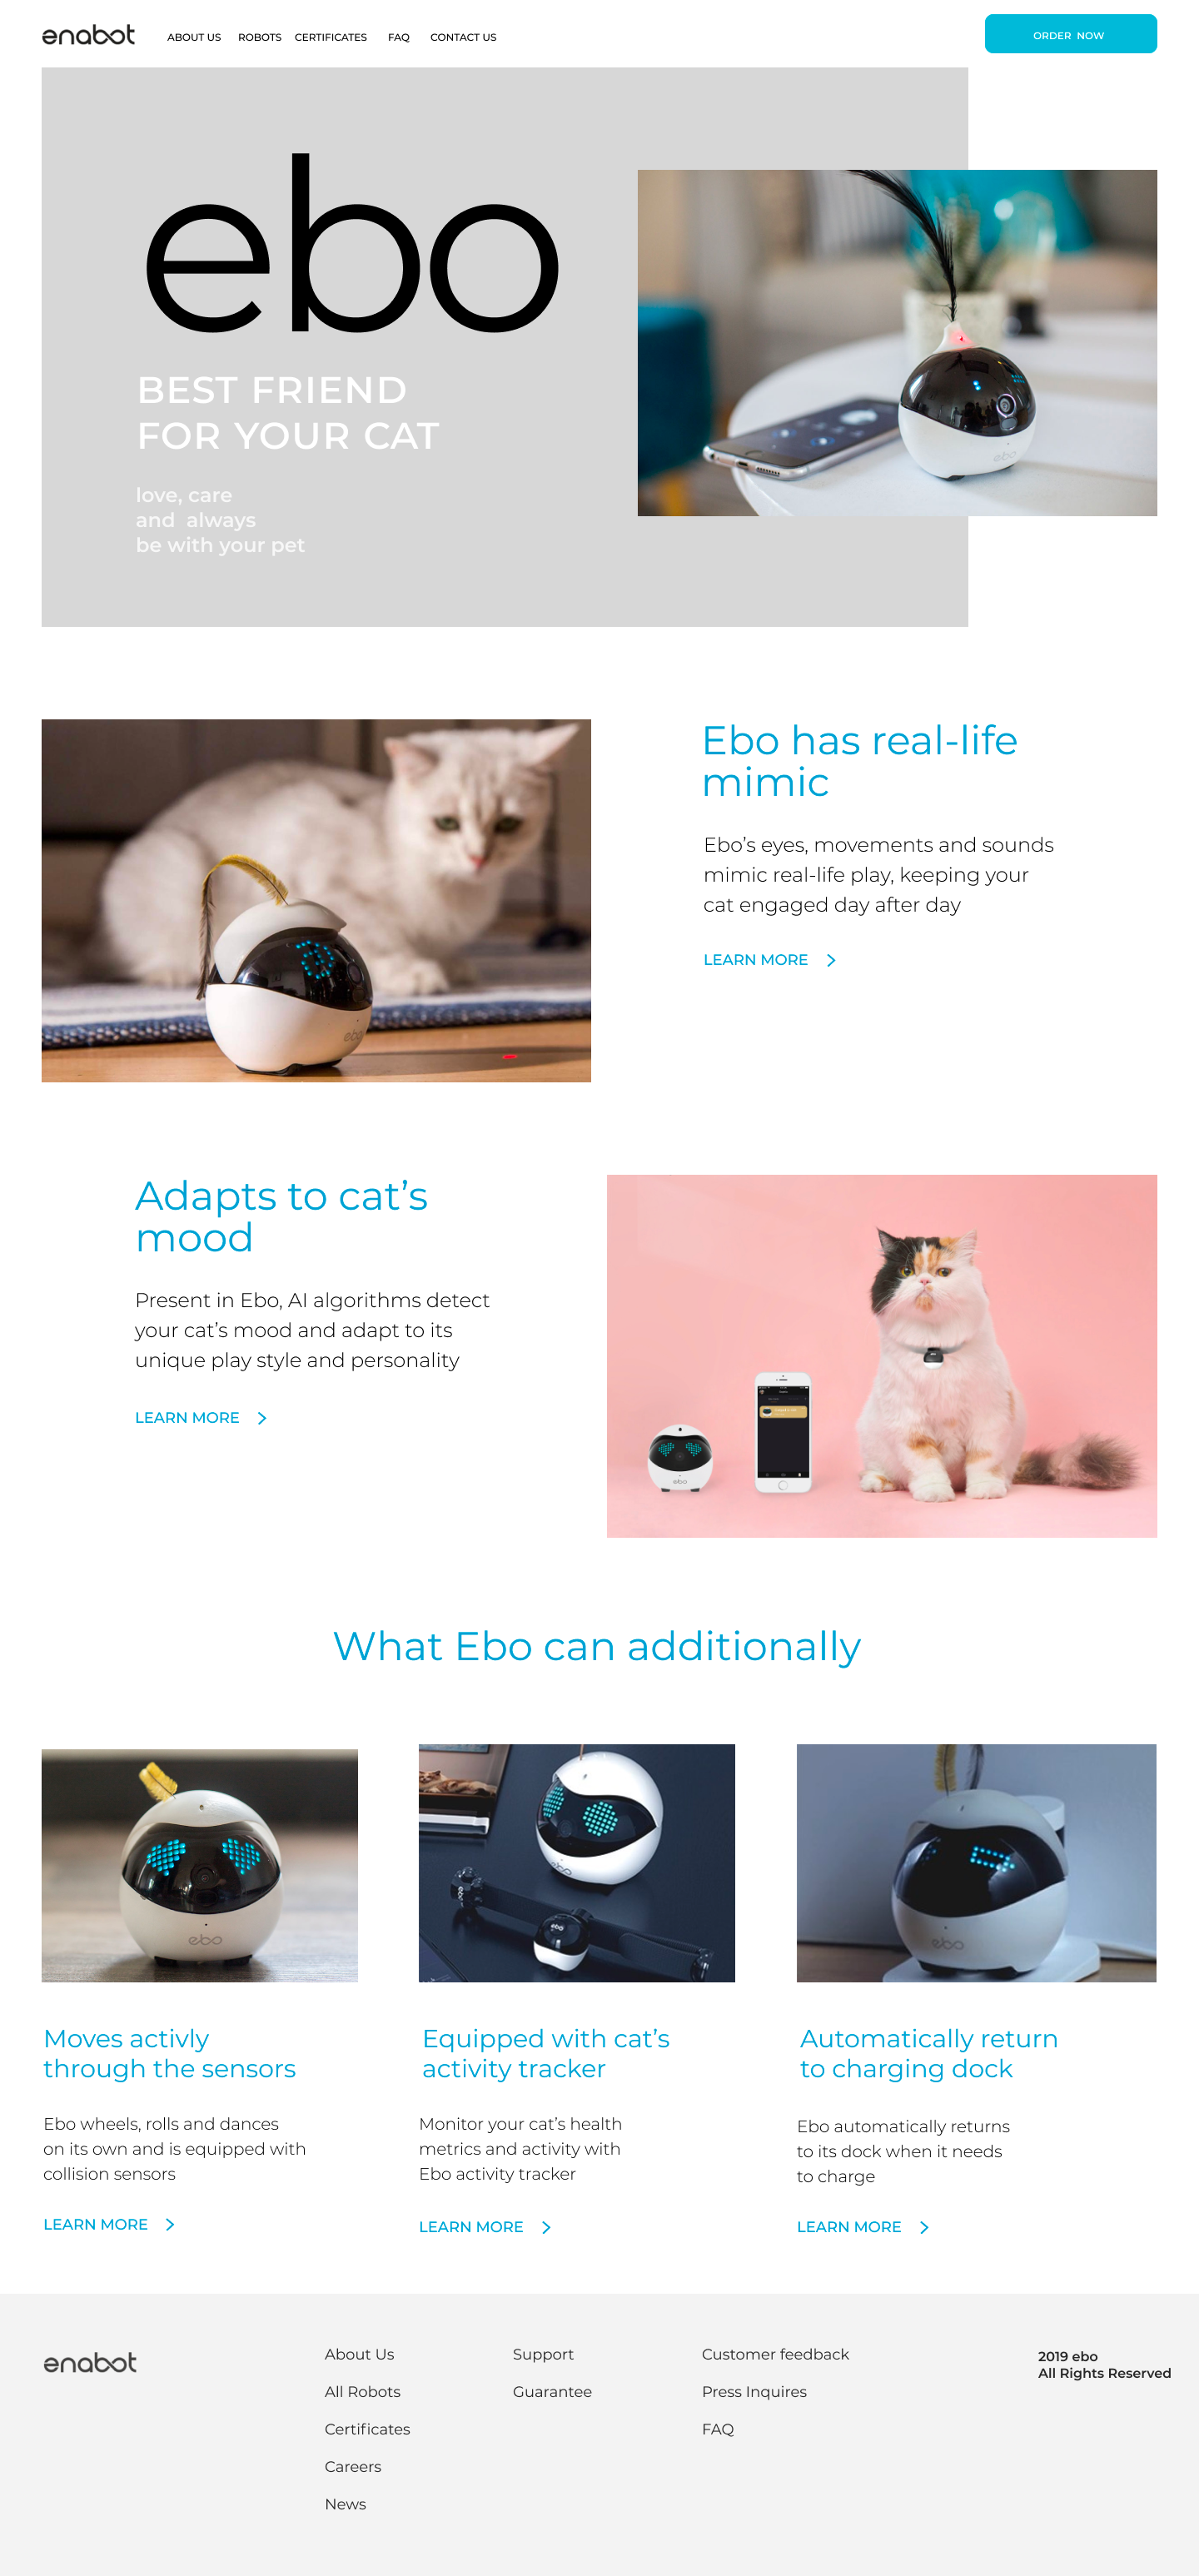 enabot
ABOUT US ROBOTS CERTIFICATES FAQ CONTACT US
ORDER NOW
ebo
BEST FRIEND
FOR YOUR CAT
love, care
and always
be with your pet
ebo
ebo
Ebo has real-life
mimic
Ebo’s eyes, movements and sounds
mimic real-life play, keeping your
cat engaged day after day
LEARN MORE
Adapts to cat’s
mood
Present in Ebo, AI algorithms detect
your cat’s mood and adapt to its
unique play style and personality
LEARN MORE
ebo
What Ebo can additionally
ebo
ebo
ebo
ebo
ebo
Moves activly
through the sensors
Ebo wheels, rolls and dances
on its own and is equipped with
collision sensors
LEARN MORE
Equipped with cat’s
activity tracker
Monitor your cat’s health
metrics and activity with
Ebo activity tracker
LEARN MORE
Automatically return
to charging dock
Ebo automatically returns
to its dock when it needs
to charge
LEARN MORE
enabot
About Us
All Robots
Certificates
Careers
News
Support
Guarantee
Customer feedback
Press Inquires
FAQ
2019 ebo
All Rights Reserved